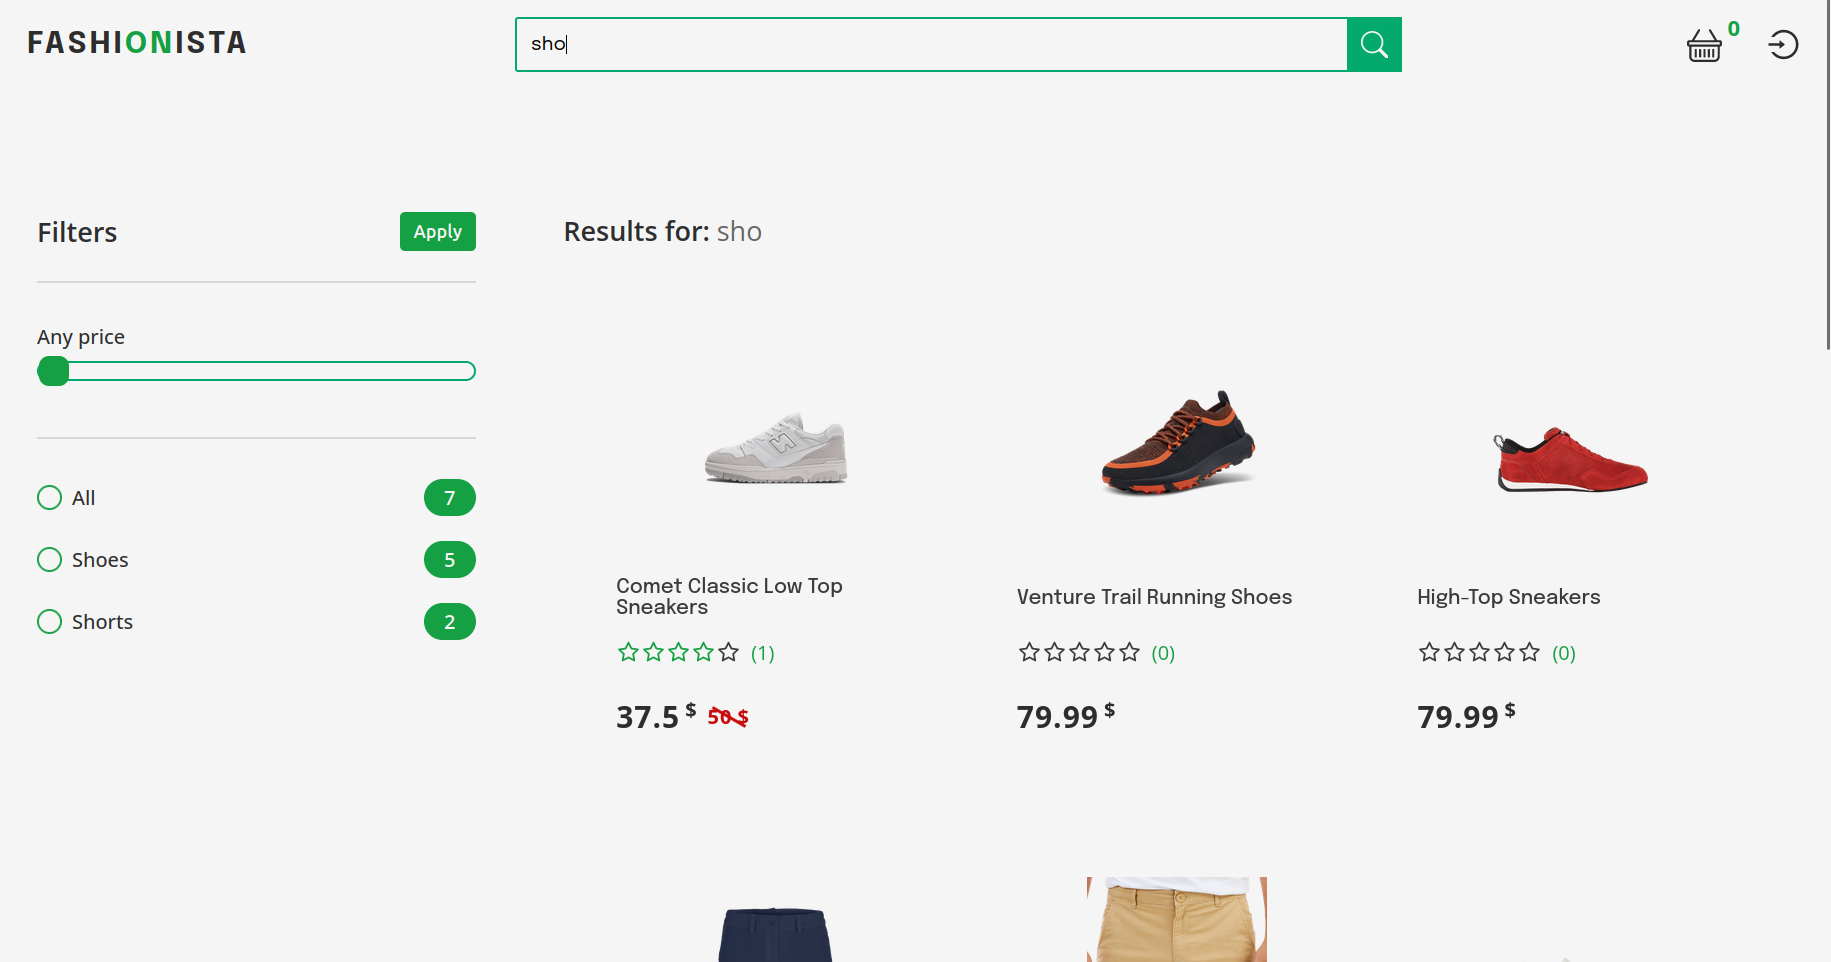 FASHIONISTA
sho
0
Filters
Apply
Results for: sho
Any price
All
7
Shoes
5
Shorts
2
Comet Classic Low Top
Sneakers
(1)
37.5 $ 50 $
Venture Trail Running Shoes
(0)
79.99 $
High-Top Sneakers
(0)
79.99 $